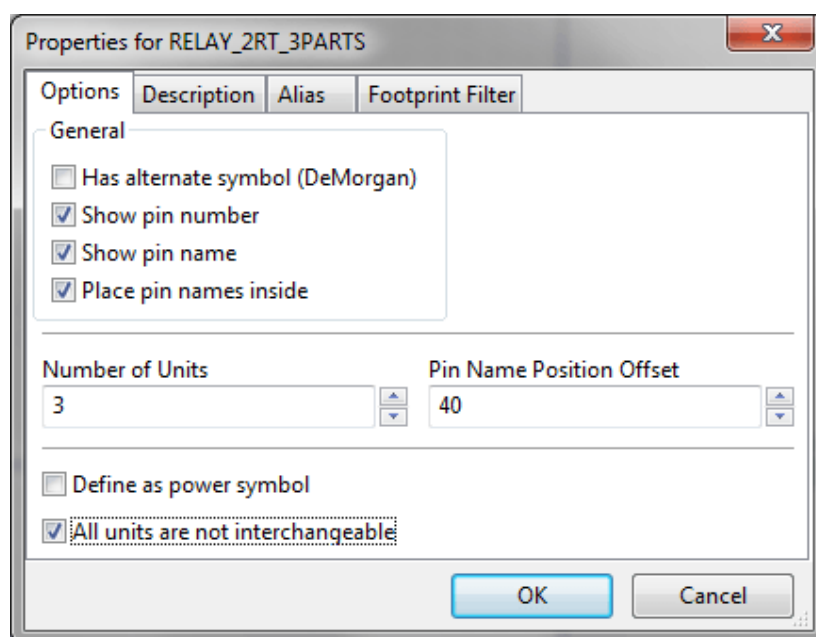 Properties for RELAY_2RT_3PARTS
Options Description Alias Footprint Filter
General
Has alternate symbol (DeMorgan)
Show pin number
Show pin name
Place pin names inside
Number of Units Pin Name Position Offset
3 40
Define as power symbol
All units are not interchangeable
OK Cancel